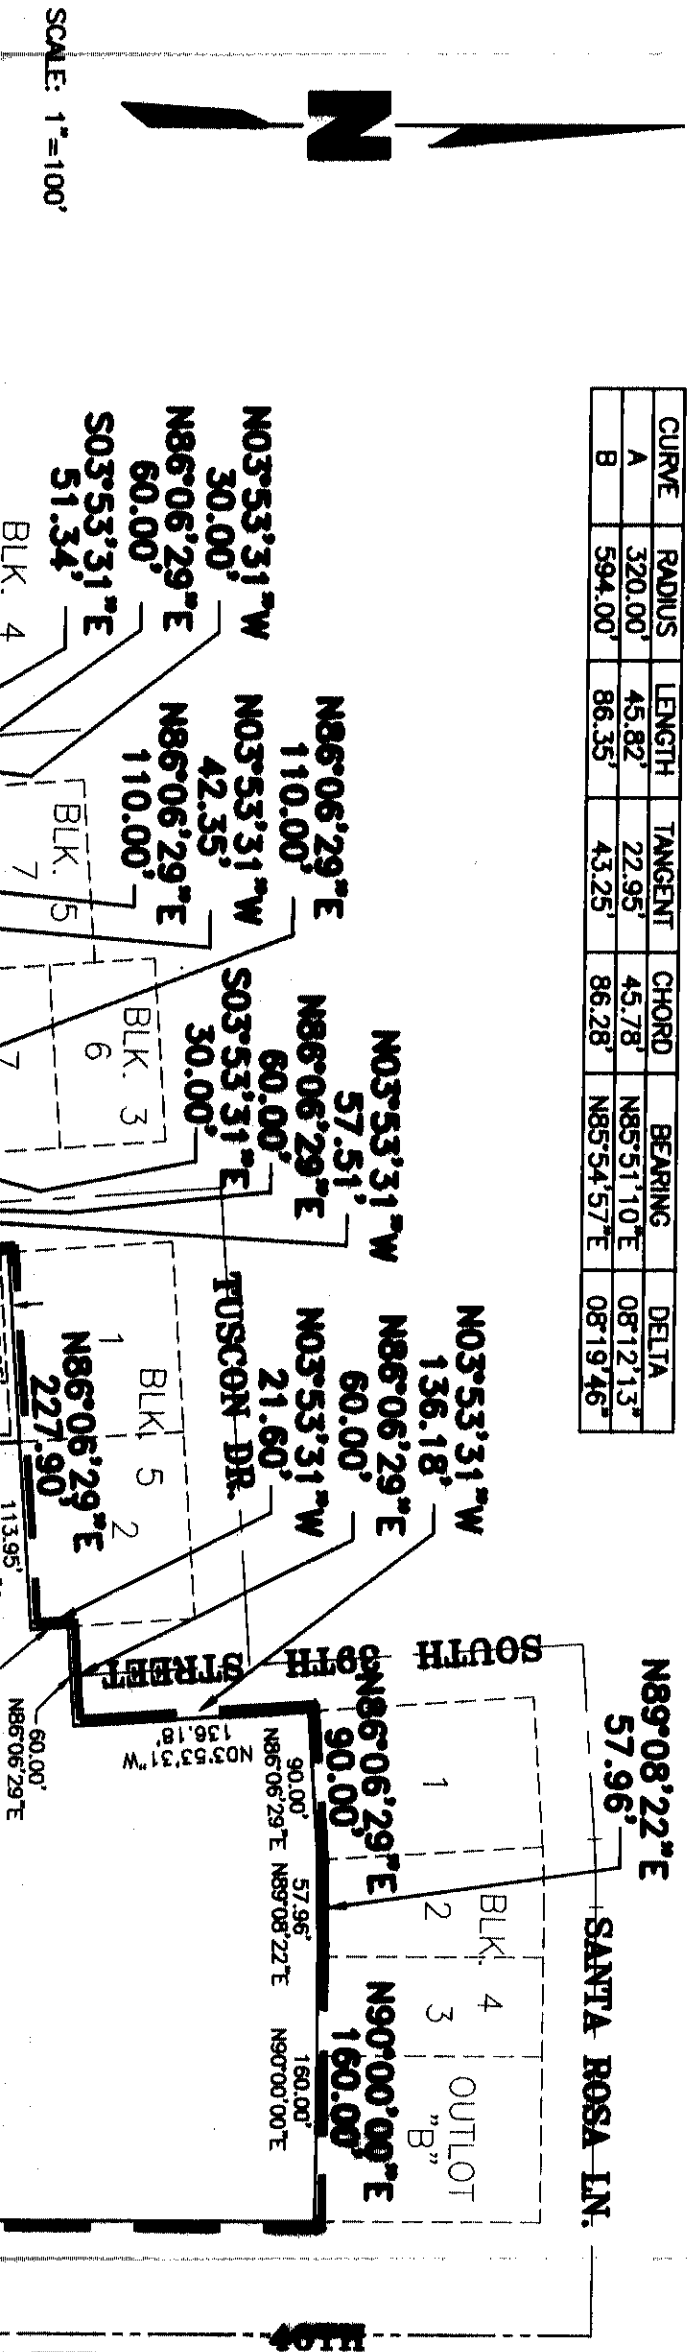 N
SCALE: 1"=100'
CURVE RADIUS LENGTH TANGENT CHORD BEARING DELTA
A 320.00' 45.82' 22.95' 45.78' N85°51'10"E 08°12'13"
B 594.00' 86.35' 43.25' 86.28' N85°54'57"E 08°19'46"
N03°53'31"W
30.00'
N86°06'29"E
60.00'
S03°53'31"E
51.34'
BLK. 4
N86°06'29"E
110.00'
N03°53'31"W
42.35'
N86°06'29"E
110.00'
BLK. 5
7
BLK. 3
6
7
N03°53'31"W
57.51'
N86°06'29"E
60.00'
S03°53'31"E
30.00'
TUSCON DR.
N03°53'31"W
136.18'
N86°06'29"E
60.00'
N03°53'31"W
21.60'
1
BLK. 5
2
N86°06'29"E
227.90'
113.95'
60.00'
N86°06'29"E
SOUTH 39TH STREET
N03°53'31"W
136.18'
N89°08'22"E
57.96'
SANTA ROSA LN.
1
BLK. 4
2
3
OUTLOT
"B"
N86°06'29"E
90.00'
N90°00'00"E
160.00'
90.00'
N86°06'29"E
57.96'
N89°08'22"E
160.00'
N90°00'00"E
40TH